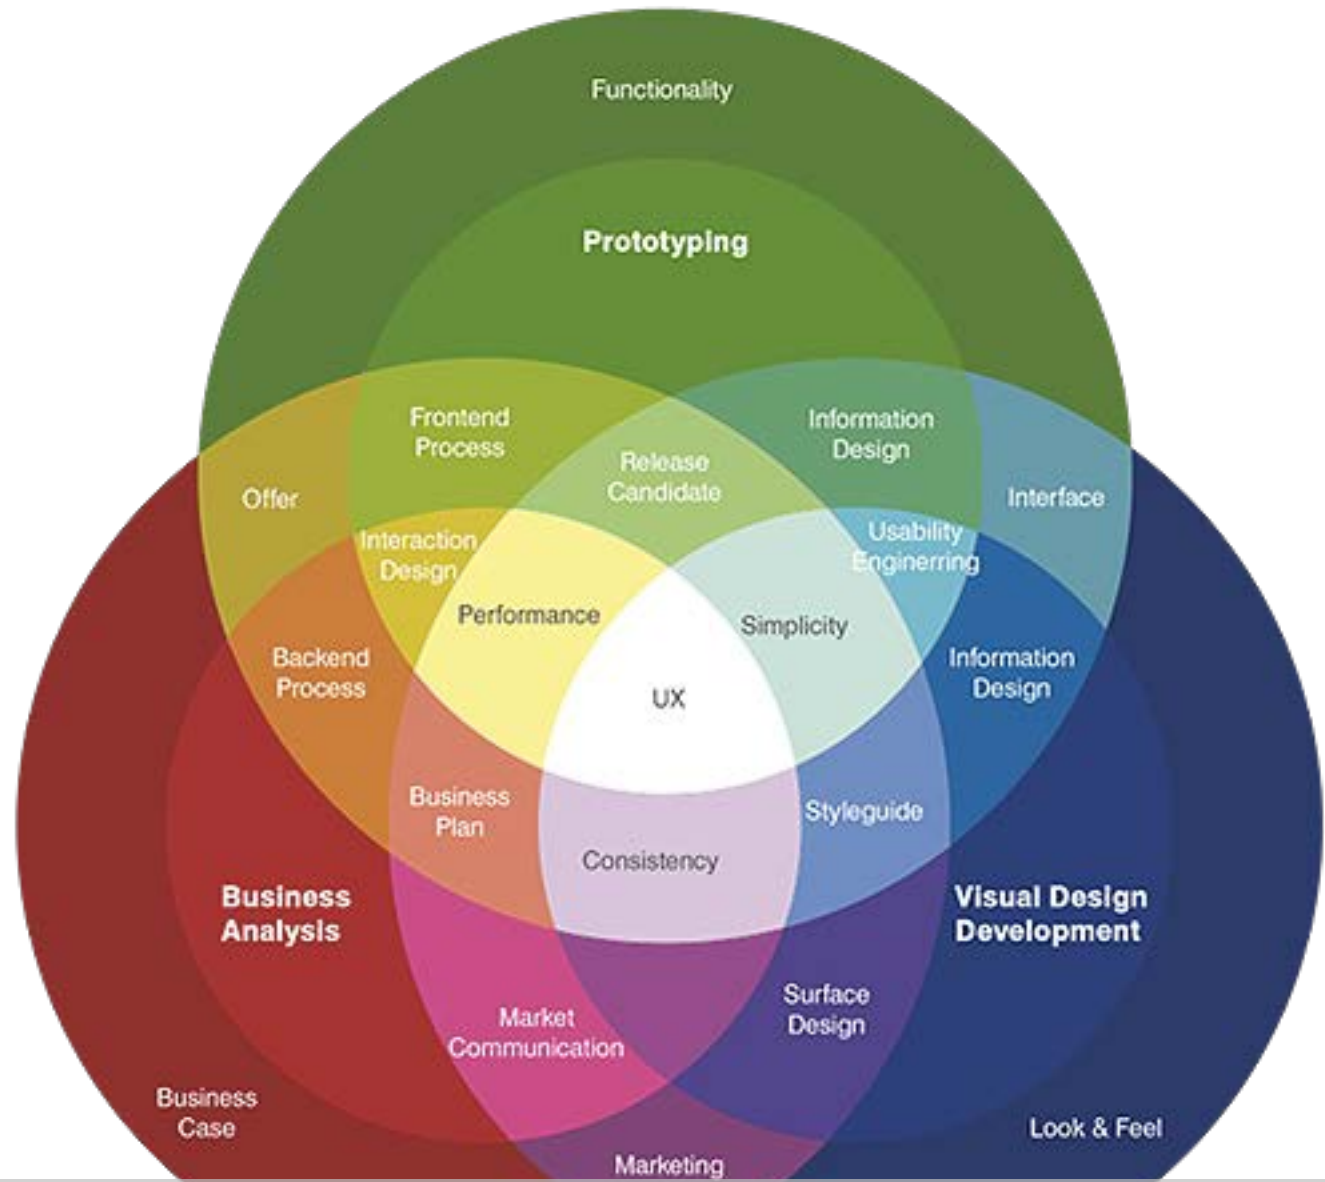 Functionality
Prototyping
Frontend
Process
Information
Design
Release
Candidate
Offer
Interface
Interaction
Design
Usability
Enginerring
Performance
Simplicity
Backend
Process
Information
Design
UX
Business
Plan
Styleguide
Consistency
Business
Analysis
Visual Design
Development
Surface
Design
Market
Communication
Business
Case
Look & Feel
Marketing